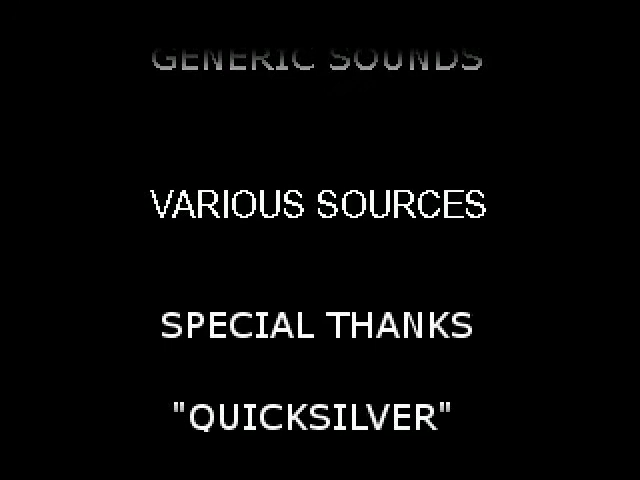 GENERIC SOUNDS
VARIOUS SOURCES
SPECIAL THANKS
"QUICKSILVER"